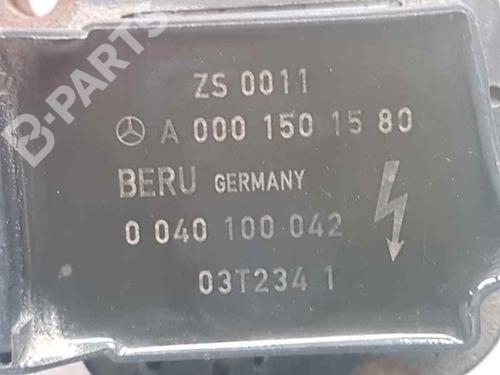 B-PARTS
ZS 0011
A 000 150 15 80
BERU GERMANY
0 040 100 042
03T234 1